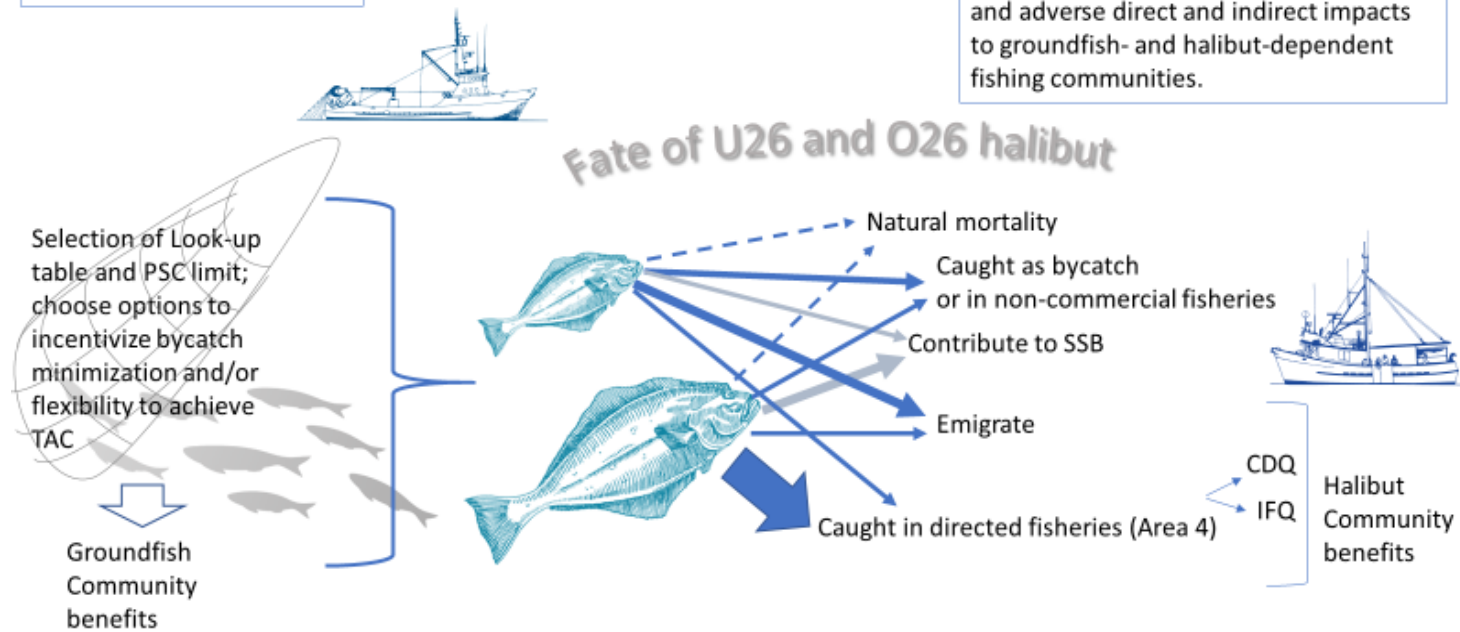 and adverse direct and indirect impacts
to groundfish- and halibut-dependent
fishing communities.
Fate of U26 and O26 halibut
Selection of Look-up
table and PSC limit;
choose options to
incentivize bycatch
minimization and/or
flexibility to achieve
TAC
Groundfish
Community
benefits
Natural mortality
Caught as bycatch
or in non-commercial fisheries
Contribute to SSB
Emigrate
Caught in directed fisheries (Area 4)
CDQ
IFQ
Halibut
Community
benefits